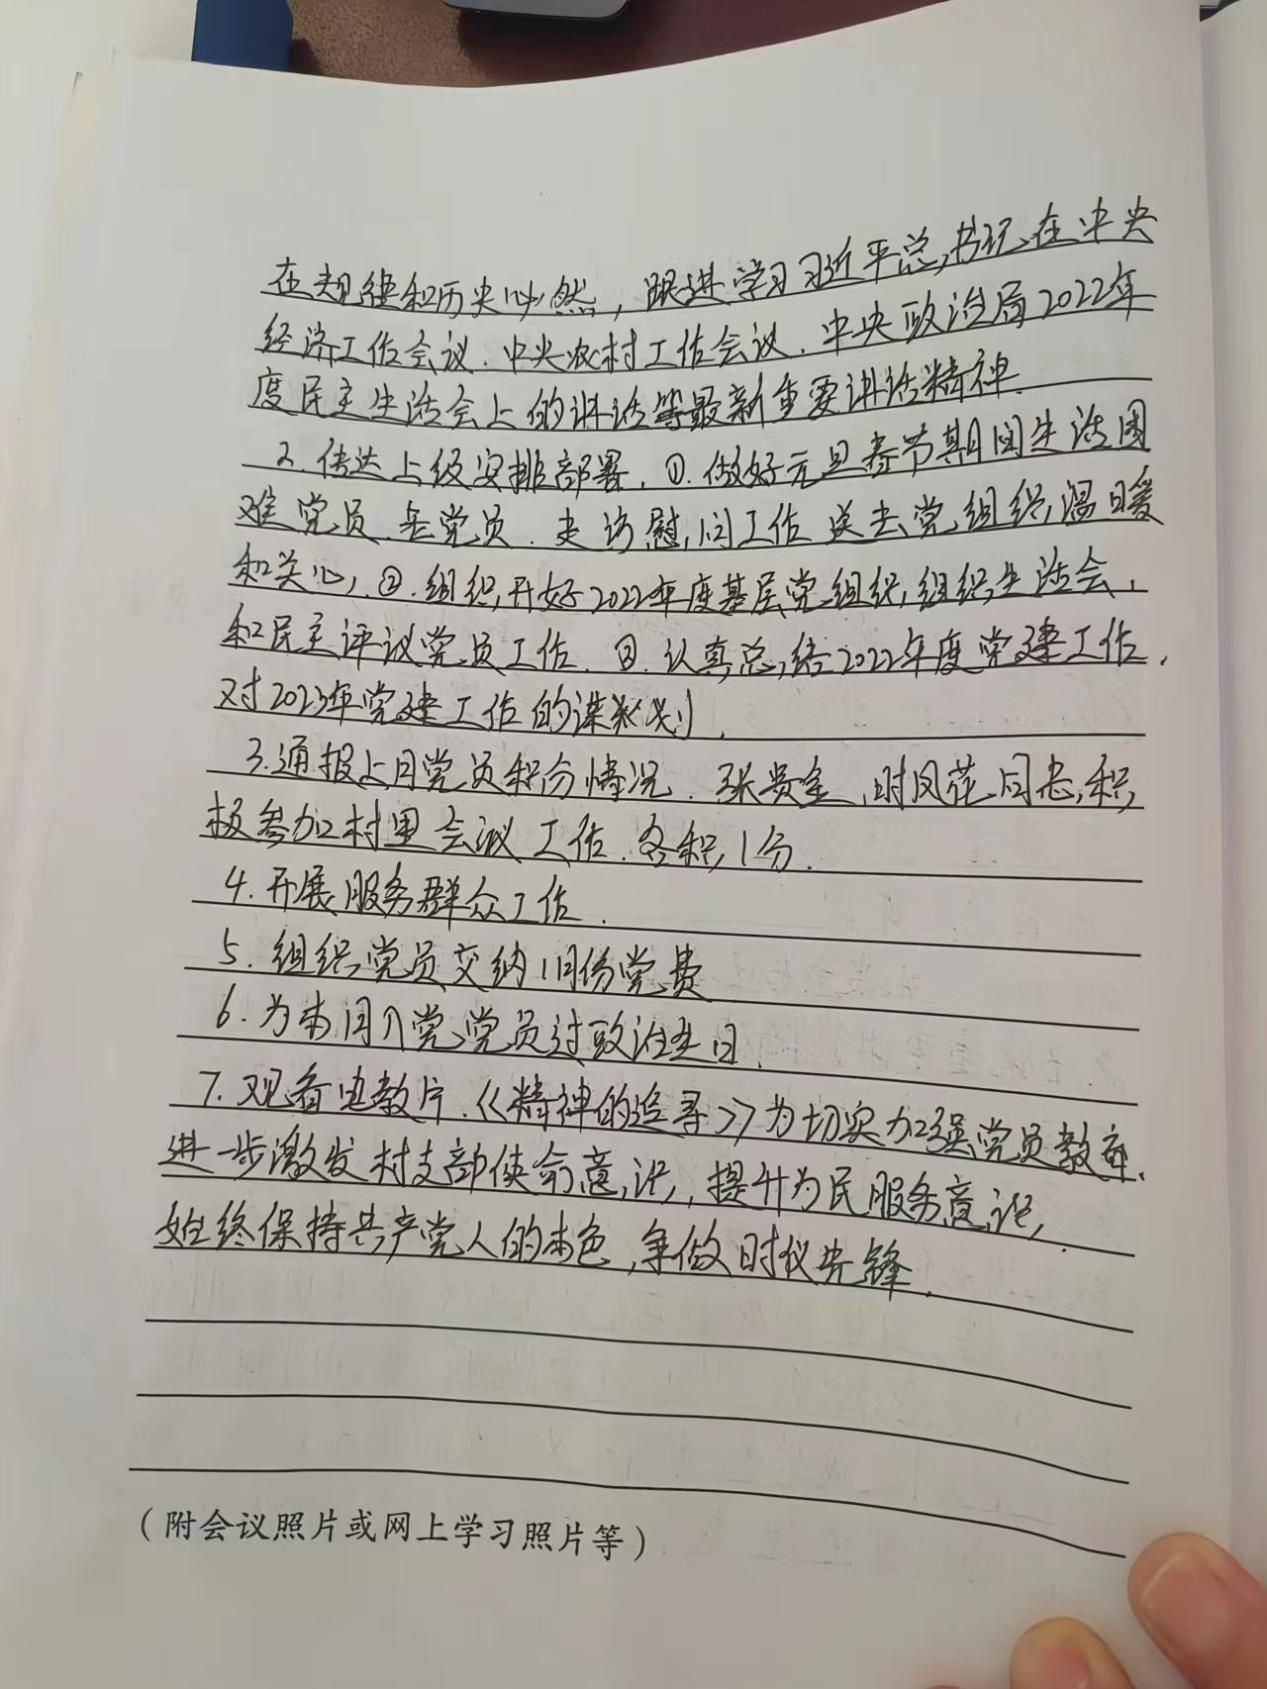 在规律和历史必然，跟进学习习近平总书记在中央
经济工作会议.中央农村工作会议.中央政治局2022年
度民主生活会上的讲话等最新重要讲话精神.
2.传达上级安排部署.①.做好元旦春节期间生活困
难党员.老党员.走访慰问工作送去党组织温暖
和关心,②.组织开好2022年度基层党组织组织生活会,
和民主评议党员工作.③.认真总结2022年度党建工作,
对2023年党建工作的谋划.
3.通报上月党员积分情况.张贵金,时凤花同志积
极参加村里会议工作.各积1分.
4.开展服务群众工作.
5.组织党员交纳1月份党费
6.为本月入党党员过政治生日.
7.观看电教片.《精神的追寻》为切实加强党员教育.
进一步激发村支部使命意识,提升为民服务意识,
始终保持共产党人的本色,争做时代先锋.
（附会议照片或网上学习照片等）